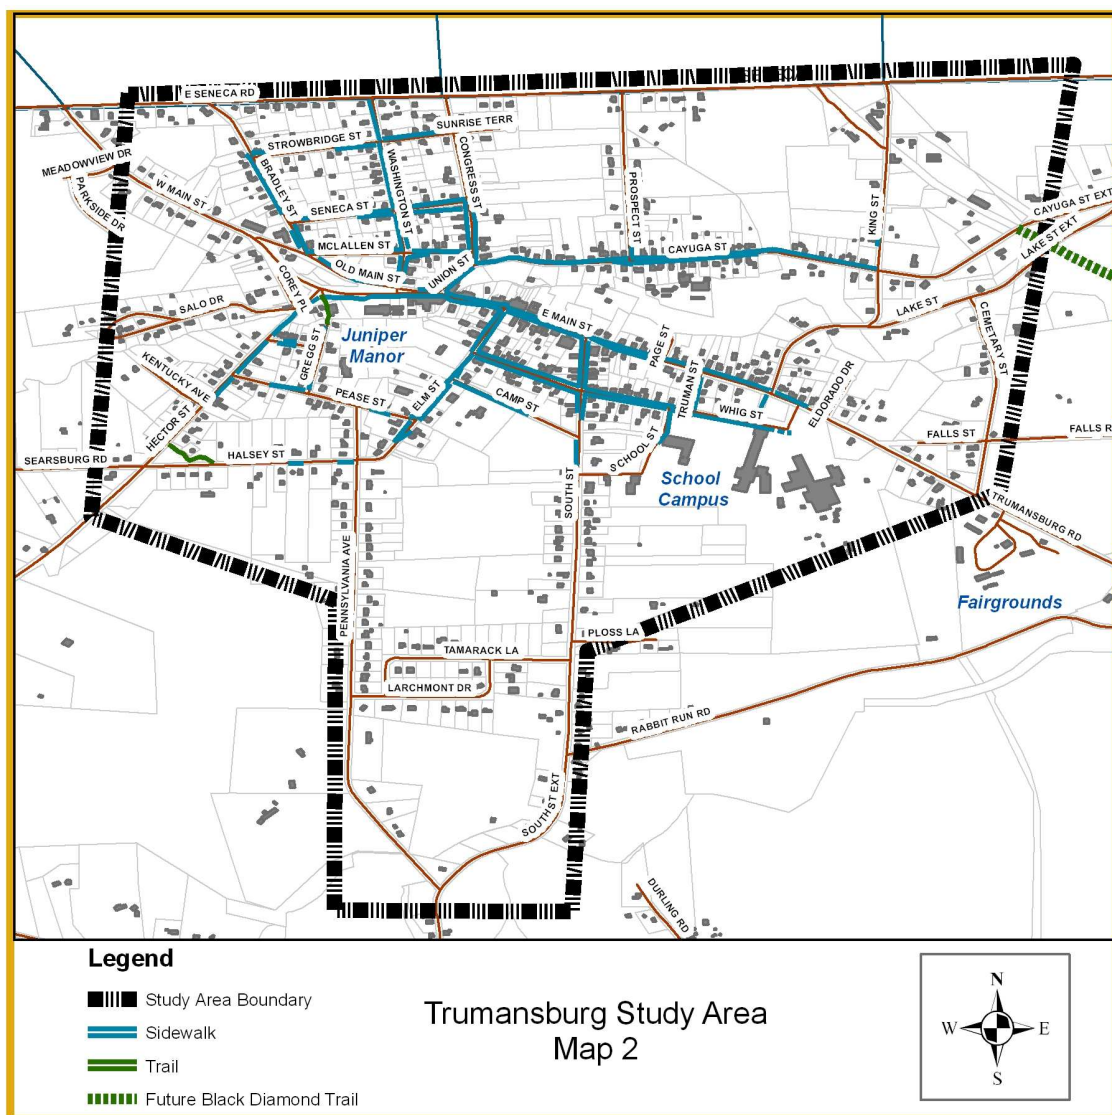 E SENECA RD
SUNRISE TERR
STROWBRIDGE ST
MEADOWVIEW DR
PARKSIDE DR
W MAIN ST
BRADLEY ST
WASHINGTON ST
CONGRESS ST
PROSPECT ST
KING ST
CAYUGA ST EXT
LAKE ST EXT
SENECA ST
MCLALLEN ST
OLD MAIN ST
UNION ST
CAYUGA ST
COREY PL
SALO DR
LAKE ST
CEMETARY ST
E MAIN ST
PAGE ST
Juniper
Manor
GREGG ST
KENTUCKY AVE
HECTOR ST
PEASE ST
ELM ST
CAMP ST
TRUMAN ST
WHIG ST
ELDORADO DR
FALLS ST
FALLS R
SEARSBURG RD
HALSEY ST
SCHOOL ST
School
Campus
SOUTH ST
TRUMANSBURG RD
PENNSYLVANIA AVE
Fairgrounds
PLOSS LA
TAMARACK LA
LARCHMONT DR
RABBIT RUN RD
SOUTH ST EXT
DURLING RD
Legend
Study Area Boundary
Sidewalk
Trail
Future Black Diamond Trail
Trumansburg Study Area
Map 2
N
W
E
S